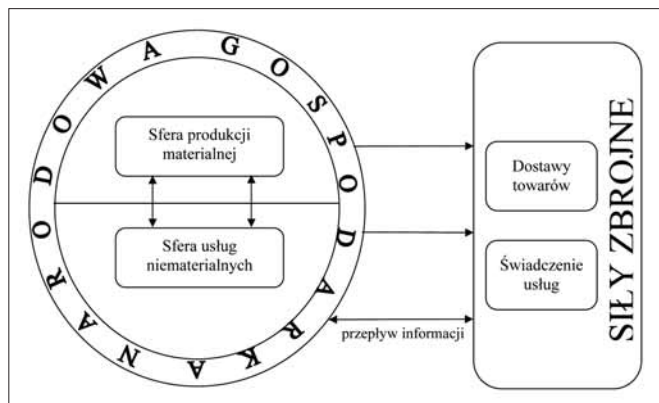 NARODOWA GOSPODARKA
Sfera produkcji
materialnej
Sfera usług
niematerialnych
przepływ informacji
Dostawy
towarów
Świadczenie
usług
SIŁY ZBROJNE